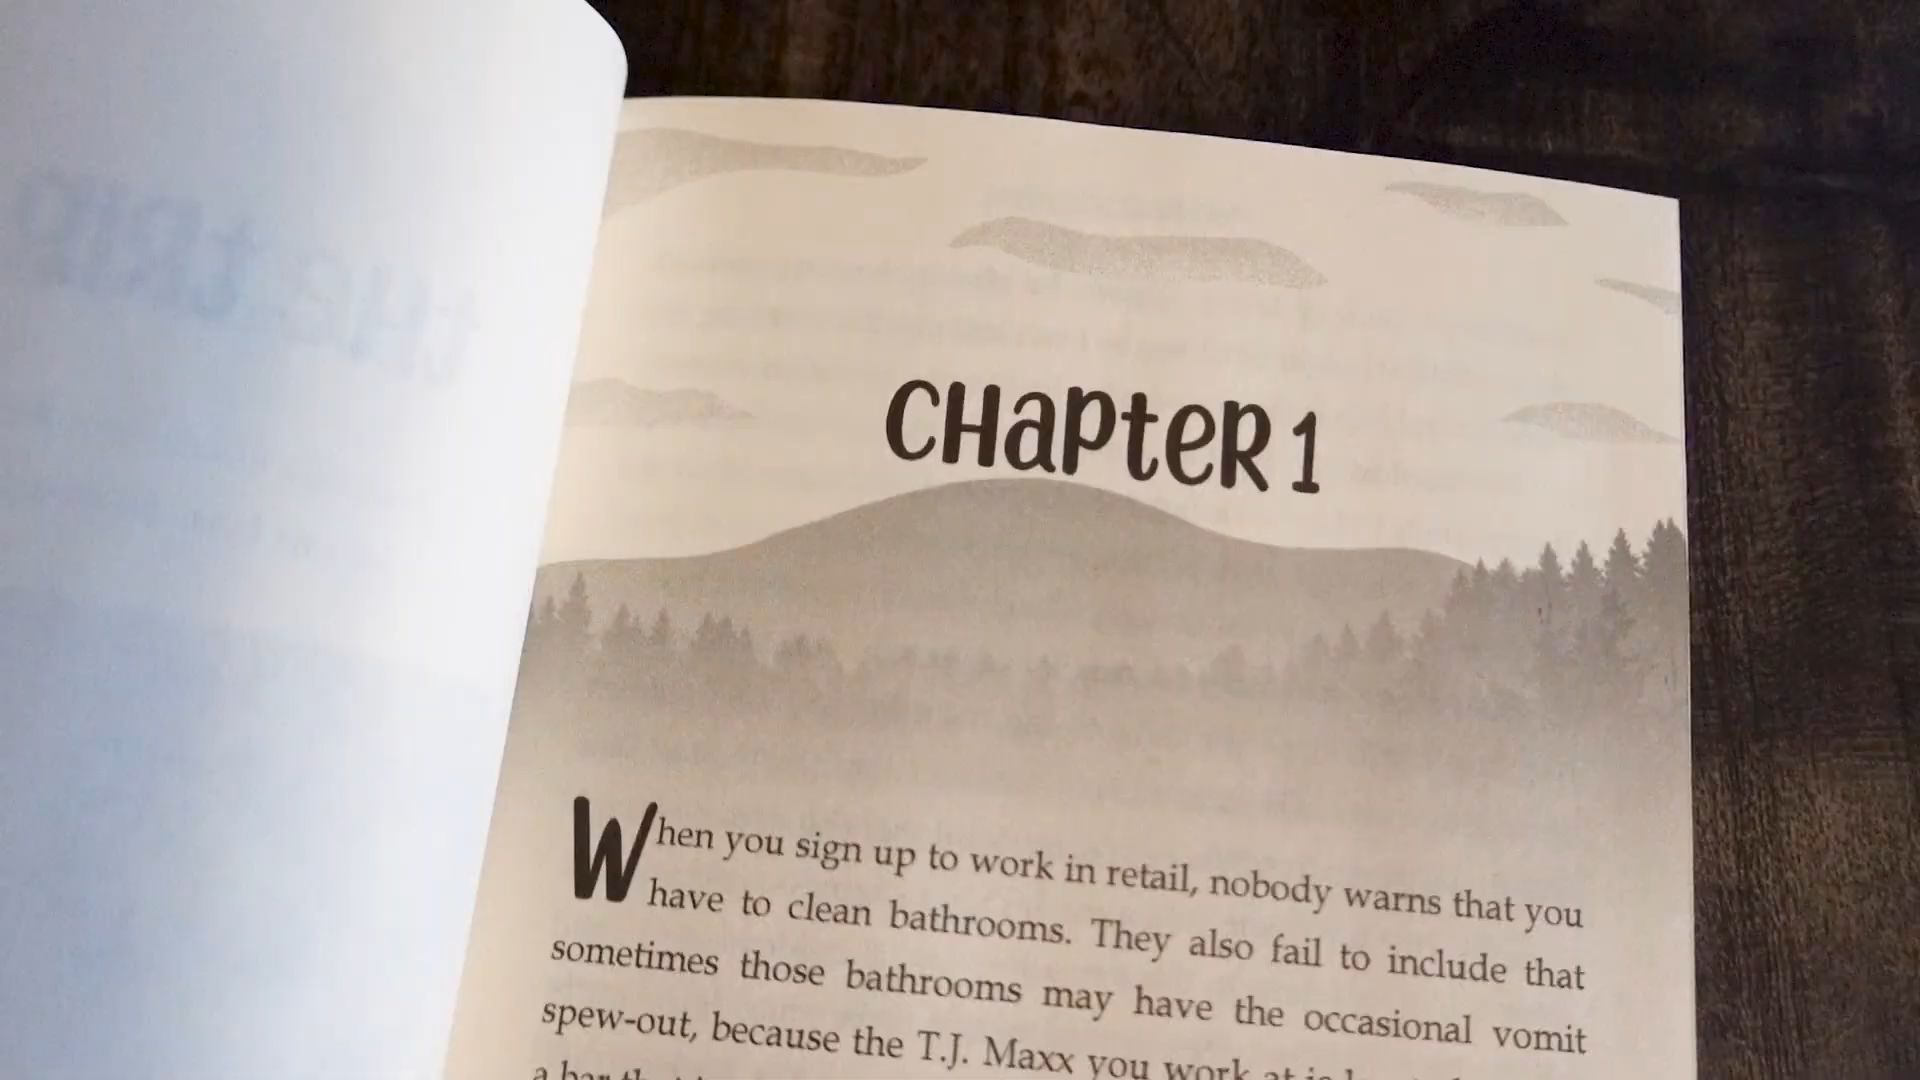 CHaPteR 1
When you sign up to work in retail, nobody warns that you
have to clean bathrooms. They also fail to include that
sometimes those bathrooms may have the occasional vomit
spew-out, because the T.J. Maxx you work at is
a bar